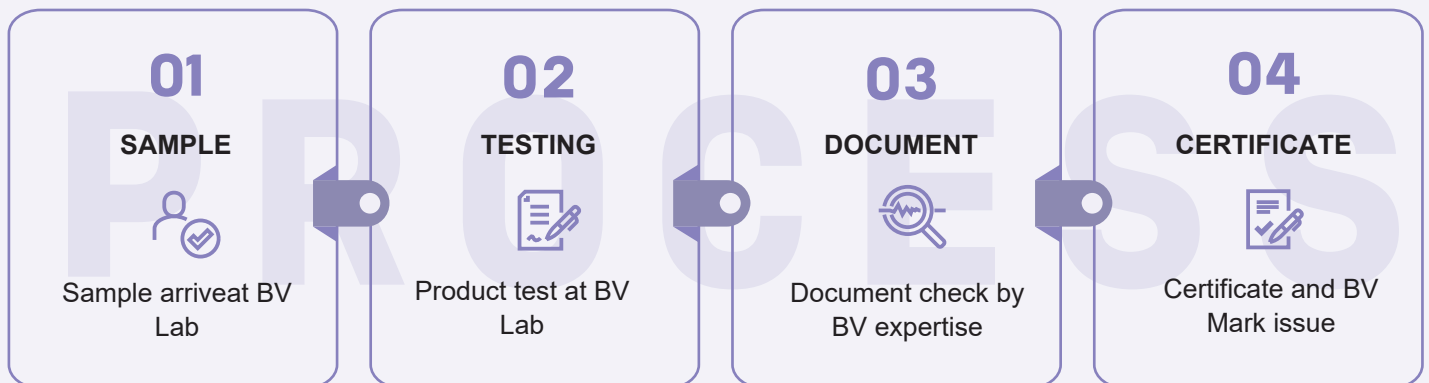 PROCESS
01
SAMPLE
Sample arriveat BV
Lab
02
TESTING
Product test at BV
Lab
03
DOCUMENT
Document check by
BV expertise
04
CERTIFICATE
Certificate and BV
Mark issue